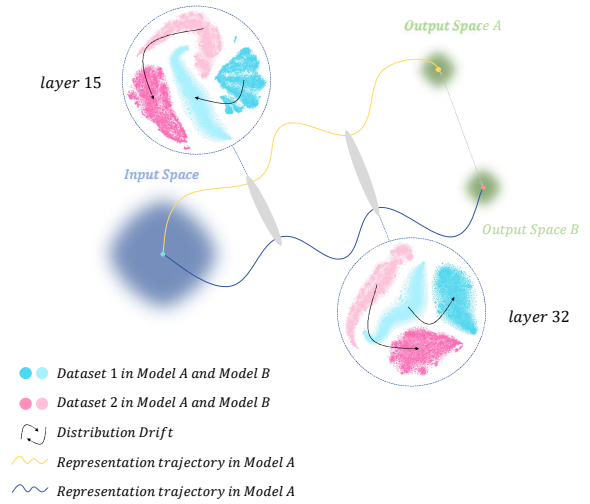 Output Space A
layer 15
Input Space
Output Space B
layer 32
Dataset 1 in Model A and Model B
Dataset 2 in Model A and Model B
Distribution Drift
Representation trajectory in Model A
Representation trajectory in Model A